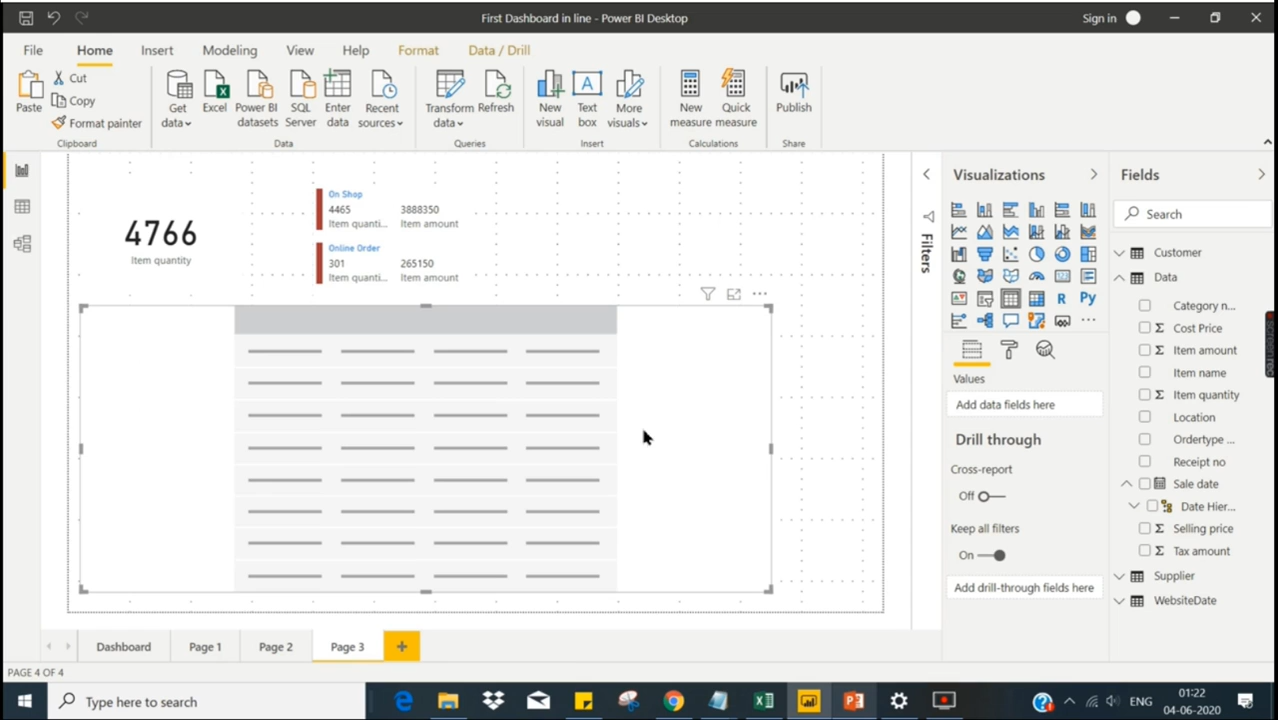 First Dashboard in line - Power BI Desktop
Sign in
File
Home
Insert
Modeling
View
Help
Format
Data / Drill
Paste
Cut
Copy
Format painter
Clipboard
Get data
Excel
Power BI datasets
SQL Server
Enter data
Recent sources
Data
Transform data
Refresh
Queries
New visual
Text box
More visuals
Insert
New measure
Quick measure
Calculations
Publish
Share
4766
Item quantity
On Shop
4465
3888350
Item quanti...
Item amount
Online Order
301
265150
Item quanti...
Item amount
Filters
Visualizations
R
Py
Values
Add data fields here
Drill through
Cross-report
Off
Keep all filters
On
Add drill-through fields here
Fields
Search
Customer
Data
Category n...
Cost Price
Item amount
Item name
Item quantity
Location
Ordertype ...
Receipt no
Sale date
Date Hier...
Selling price
Tax amount
Supplier
WebsiteDate
Dashboard
Page 1
Page 2
Page 3
PAGE 4 OF 4
Type here to search
ENG
01:22
04-06-2020